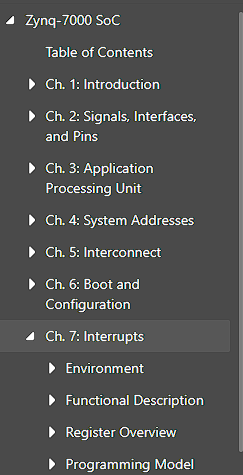 Zynq-7000 SoC
Table of Contents
Ch. 1: Introduction
Ch. 2: Signals, Interfaces,
and Pins
Ch. 3: Application
Processing Unit
Ch. 4: System Addresses
Ch. 5: Interconnect
Ch. 6: Boot and
Configuration
Ch. 7: Interrupts
Environment
Functional Description
Register Overview
Programming Model